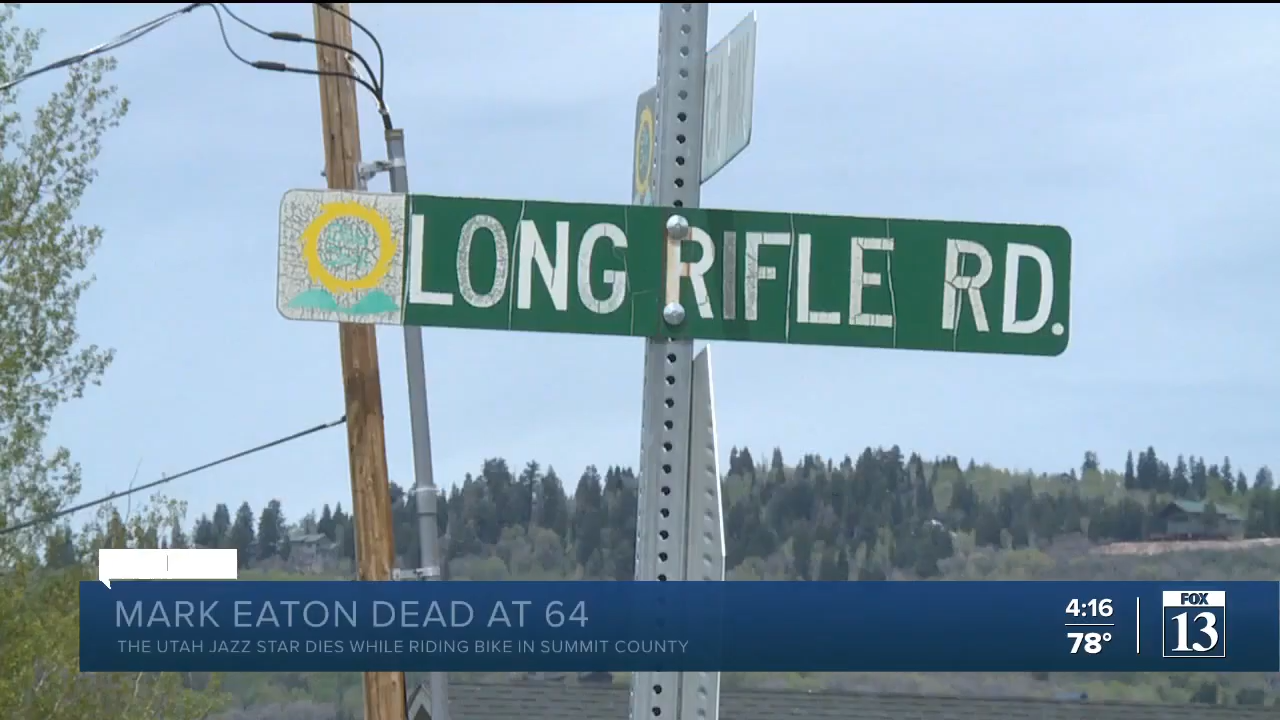 LONG RIFLE RD.
MARK EATON DEAD AT 64
THE UTAH JAZZ STAR DIES WHILE RIDING BIKE IN SUMMIT COUNTY
4:16
78°
FOX
13